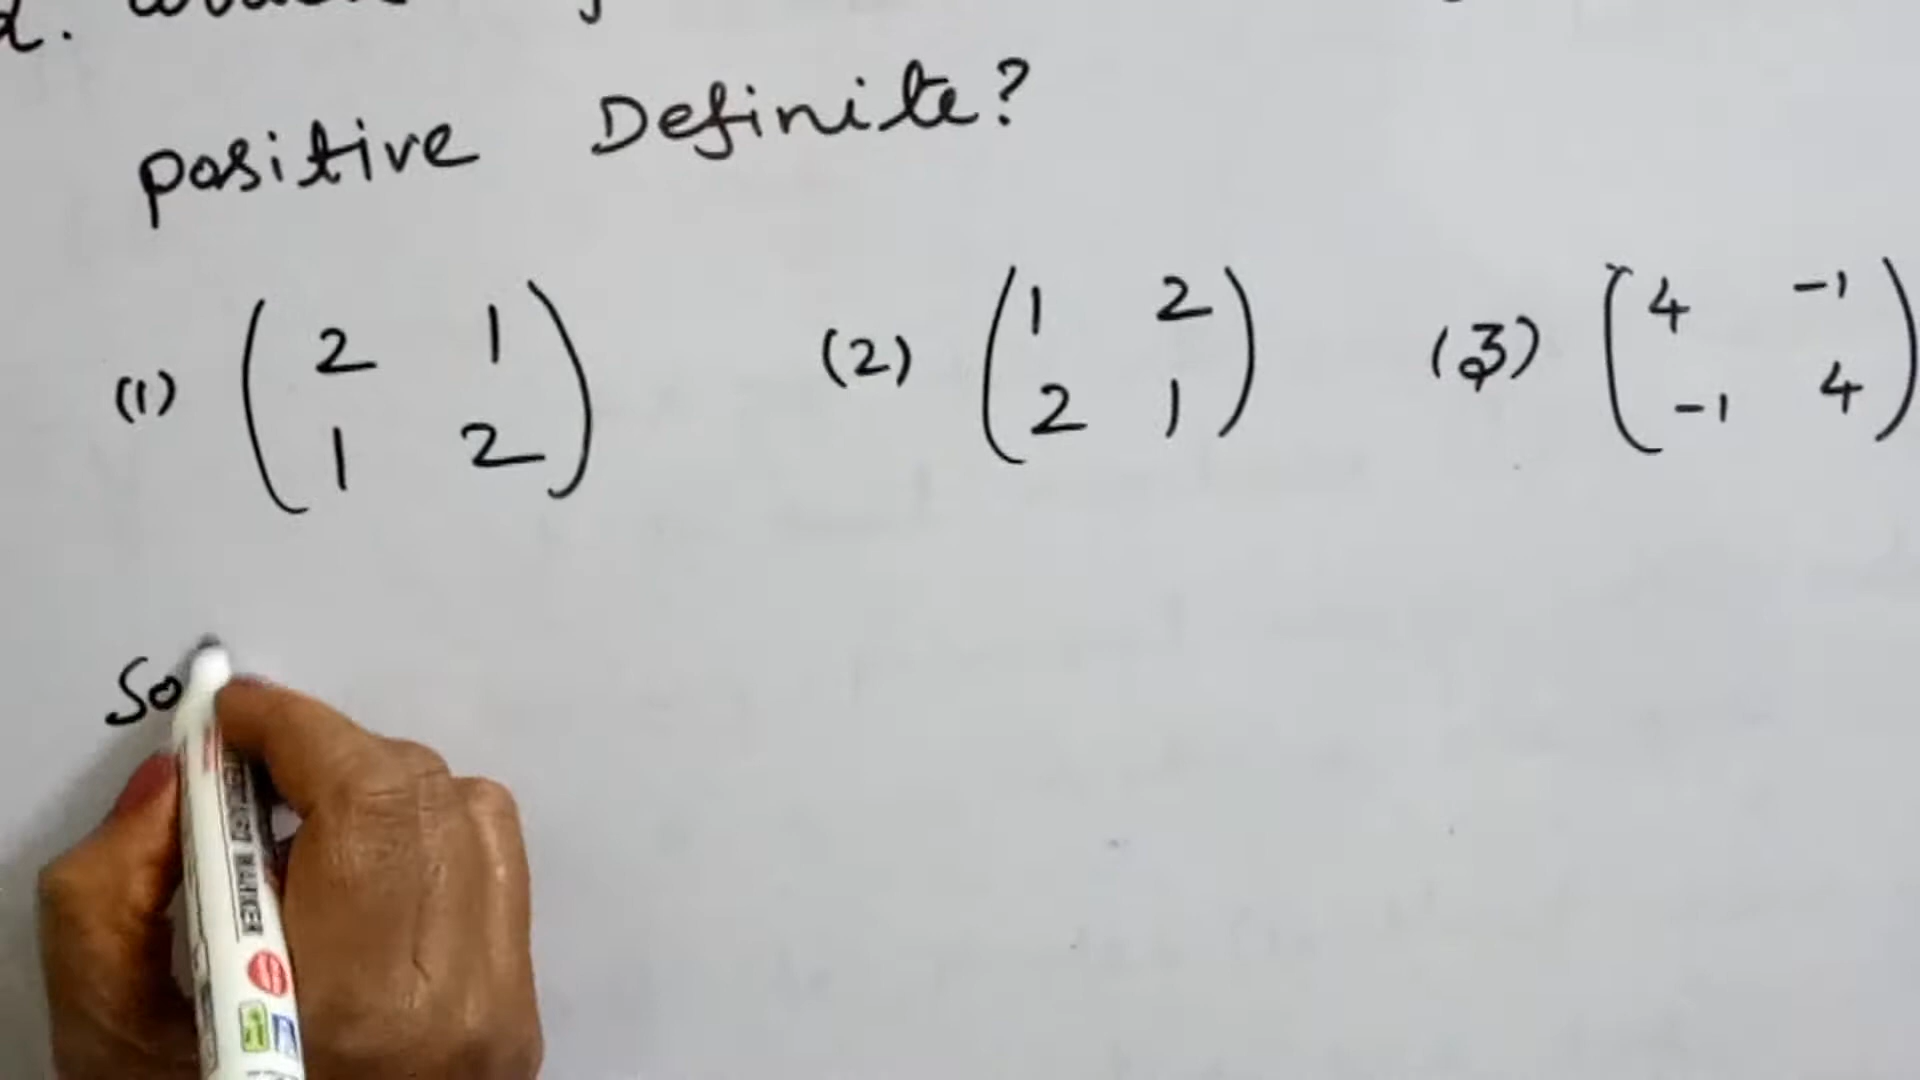 positive Definite?
(1) ( 2 1 (2) ( 1 2 (3) ( 4 -1
1 2 ) 2 1 ) -1 4 )
So